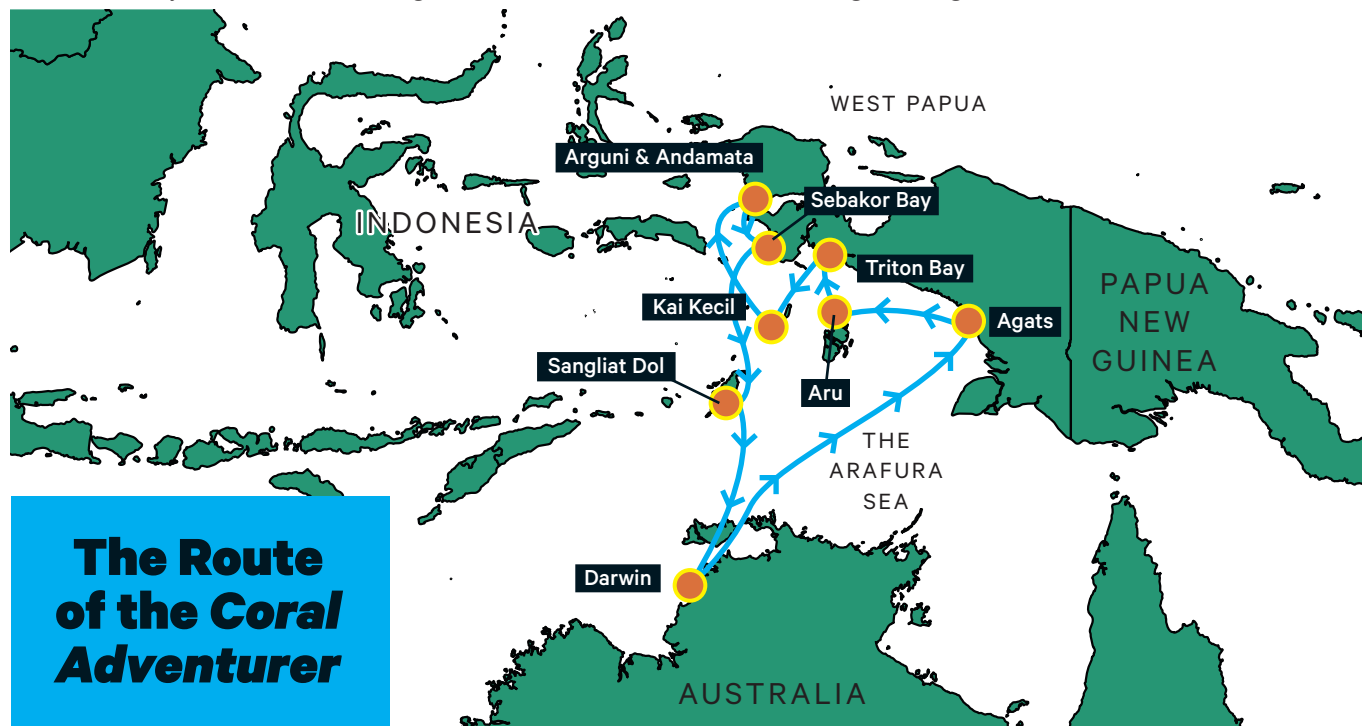 WEST PAPUA
Arguni & Andamata
Sebakor Bay
INDONESIA
Triton Bay
PAPUA
NEW
GUINEA
Kai Kecil
Agats
Sangliat Dol
Aru
THE
ARAFURA
SEA
The Route
of the Coral
Adventurer
Darwin
AUSTRALIA